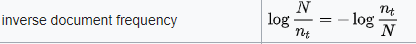 inverse document frequency
log N/n_t = − log n_t/N